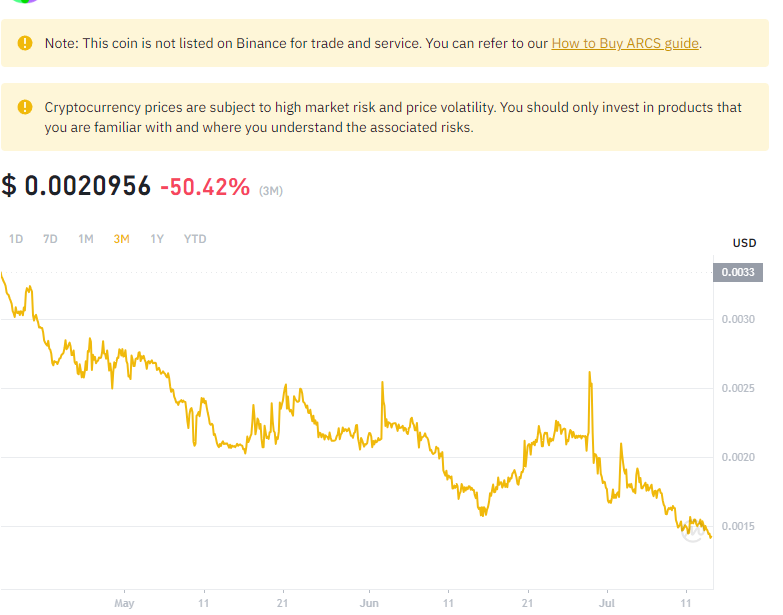 Note: This coin is not listed on Binance for trade and service. You can refer to our How to Buy ARCS guide.
Cryptocurrency prices are subject to high market risk and price volatility. You should only invest in products that
you are familiar with and where you understand the associated risks.
$ 0.0020956 -50.42% (3M)
1D 7D 1M 3M 1Y YTD
USD
0.0033
0.0030
0.0025
0.0020
0.0015
May 11 21 Jun 11 21 Jul 11